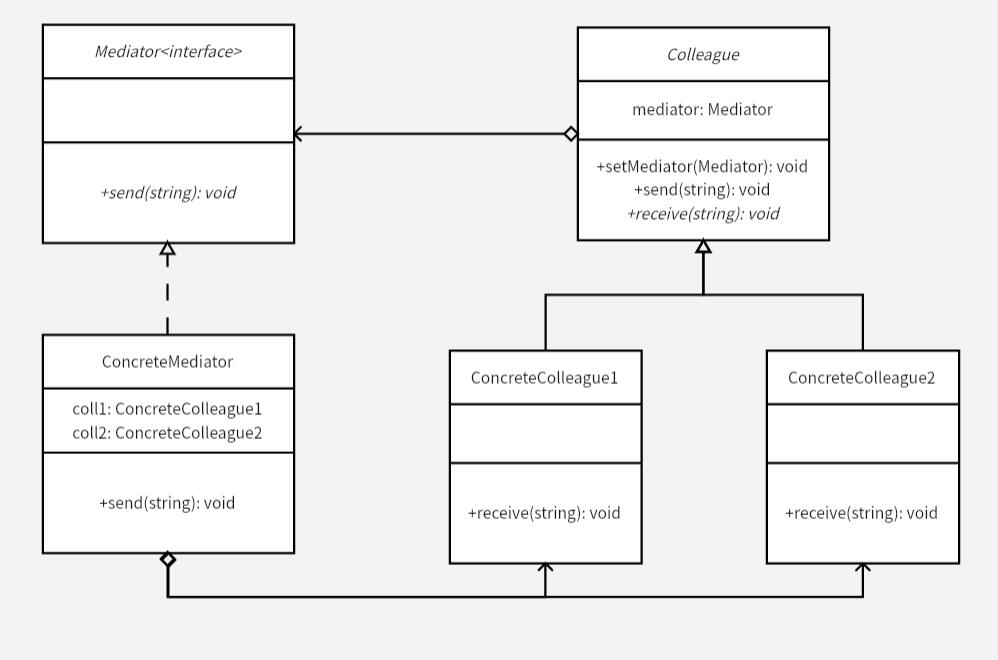 Mediator<interface>
+send(string): void
Colleague
mediator: Mediator
+setMediator(Mediator): void
+send(string): void
+receive(string): void
ConcreteMediator
coll1: ConcreteColleague1
coll2: ConcreteColleague2
+send(string): void
ConcreteColleague1
+receive(string): void
ConcreteColleague2
+receive(string): void